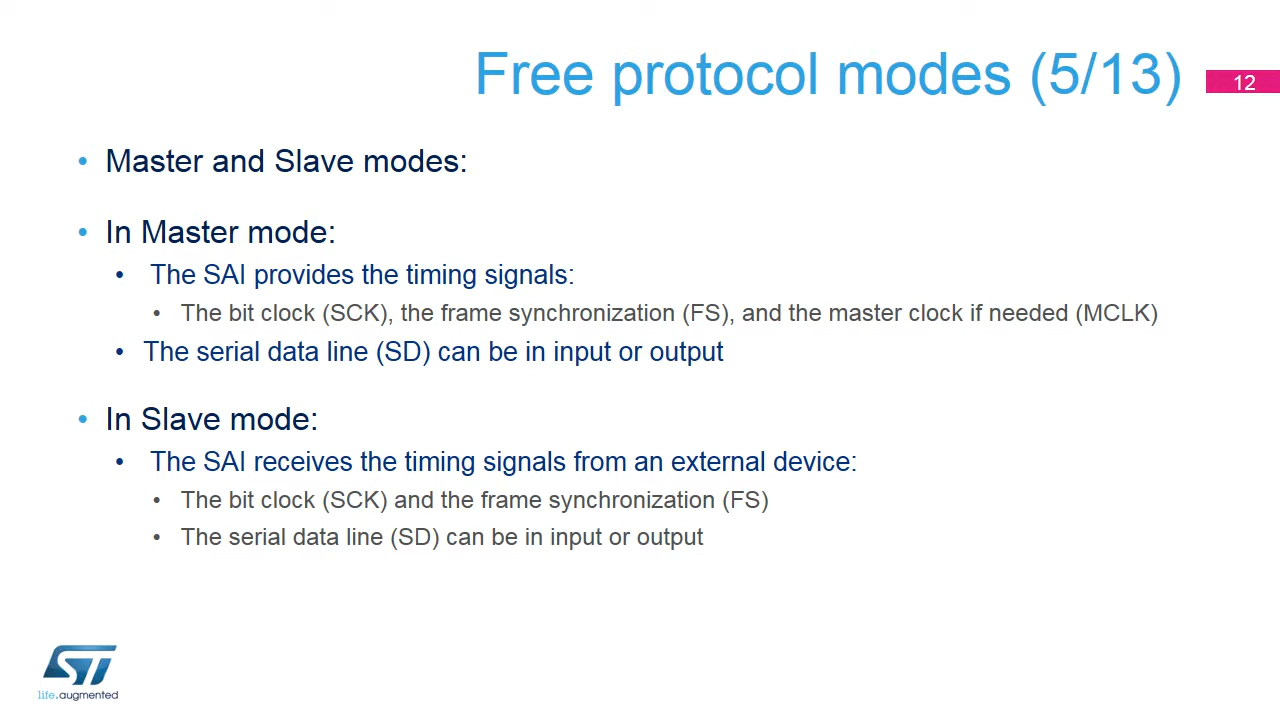 Free protocol modes (5/13)
12
• Master and Slave modes:
• In Master mode:
• The SAI provides the timing signals:
• The bit clock (SCK), the frame synchronization (FS), and the master clock if needed (MCLK)
• The serial data line (SD) can be in input or output
• In Slave mode:
• The SAI receives the timing signals from an external device:
• The bit clock (SCK) and the frame synchronization (FS)
• The serial data line (SD) can be in input or output
ST
life.augmented